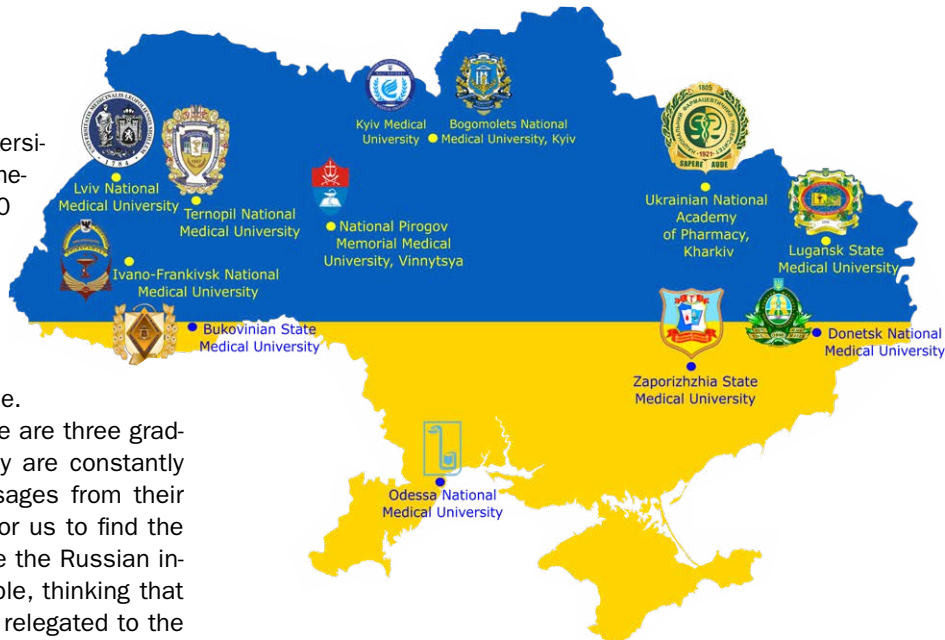 ersi-
ne-
0
e.
e are three grad-
y are constantly
sages from their
or us to find the
e the Russian in-
ple, thinking that
relegated to the
Lviv National
Medical University
Ternopil National
Medical University
Ivano-Frankivsk National
Medical University
Bukovinian State
Medical University
Kyiv Medical
University
Bogomolets National
Medical University, Kyiv
National Pirogov
Memorial Medical
University, Vinnytsya
1805
1921
SAPERE AUDE
Ukrainian National
Academy
of Pharmacy,
Kharkiv
Lugansk State
Medical University
Donetsk National
Medical University
Zaporizhzhia State
Medical University
Odessa National
Medical University
1784